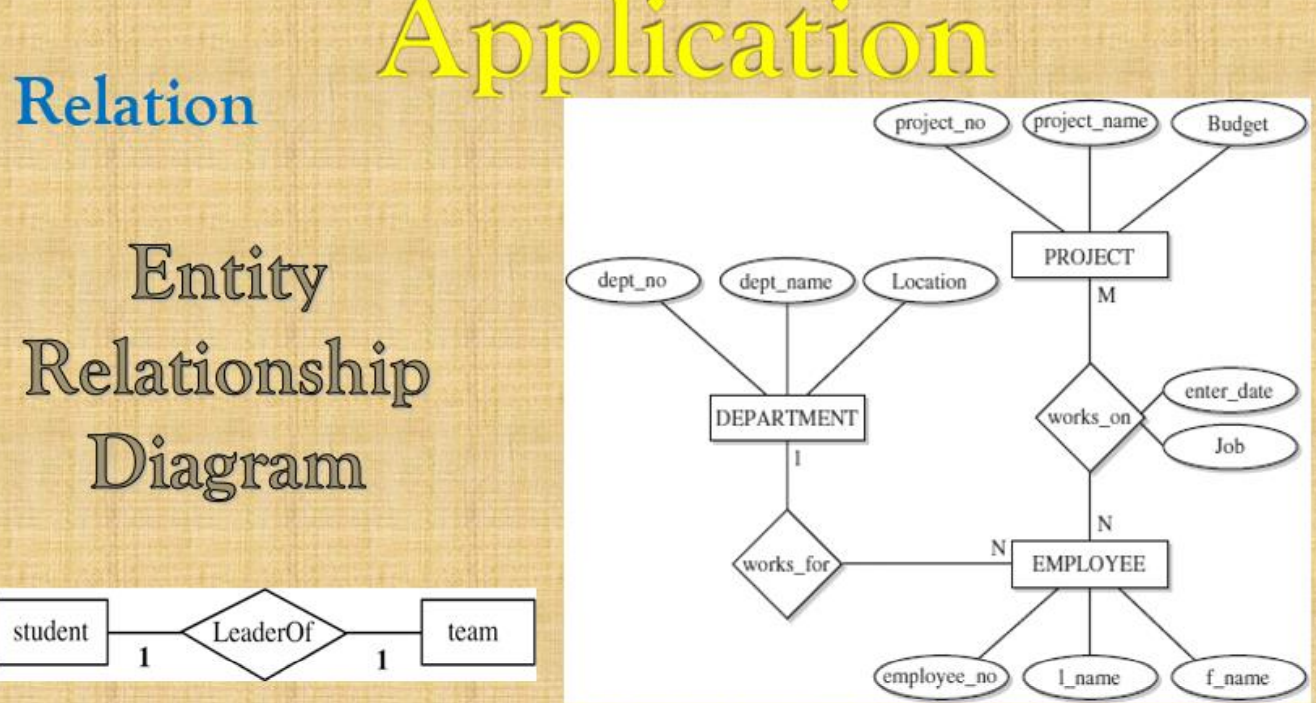 Application
Relation
Entity
Relationship
Diagram
student
LeaderOf
team
1
1
project_no
project_name
Budget
PROJECT
M
dept_no
dept_name
Location
DEPARTMENT
1
works_on
enter_date
Job
N
works_for
N
EMPLOYEE
employee_no
l_name
f_name